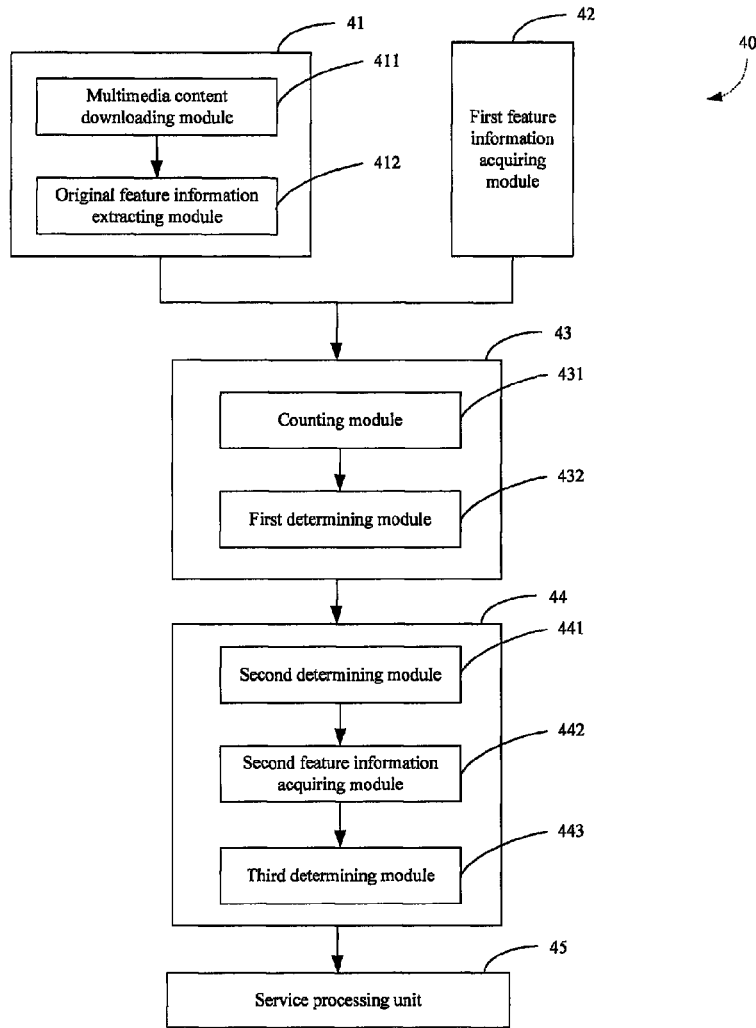 41
42
40
411
Multimedia content
downloading module
First feature
information
acquiring
module
412
Original feature information
extracting module
43
431
Counting module
432
First determining module
44
441
Second determining module
442
Second feature information
acquiring module
443
Third determining module
45
Service processing unit